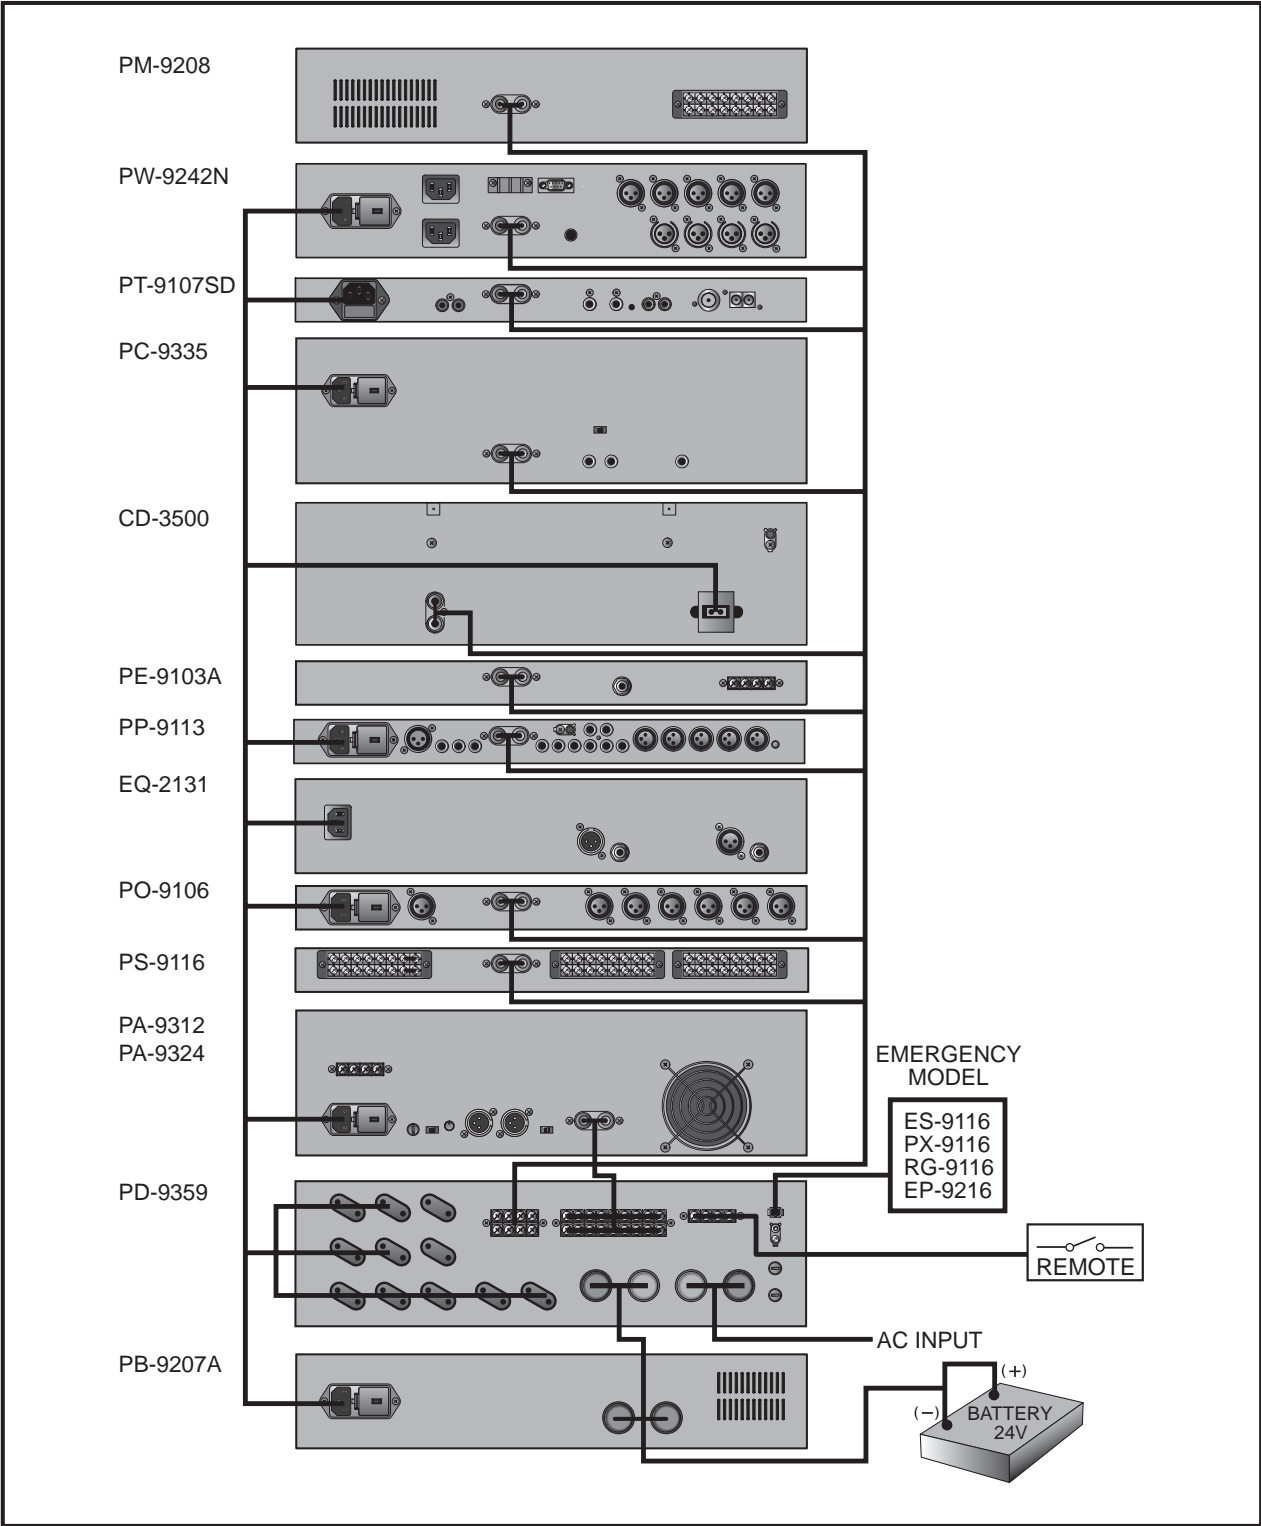 PM-9208
PW-9242N
PT-9107SD
PC-9335
CD-3500
PE-9103A
PP-9113
EQ-2131
PO-9106
PS-9116
PA-9312
PA-9324
EMERGENCY
MODEL
ES-9116
PX-9116
RG-9116
EP-9216
PD-9359
REMOTE
AC INPUT
PB-9207A
(+)
(−)
BATTERY
24V